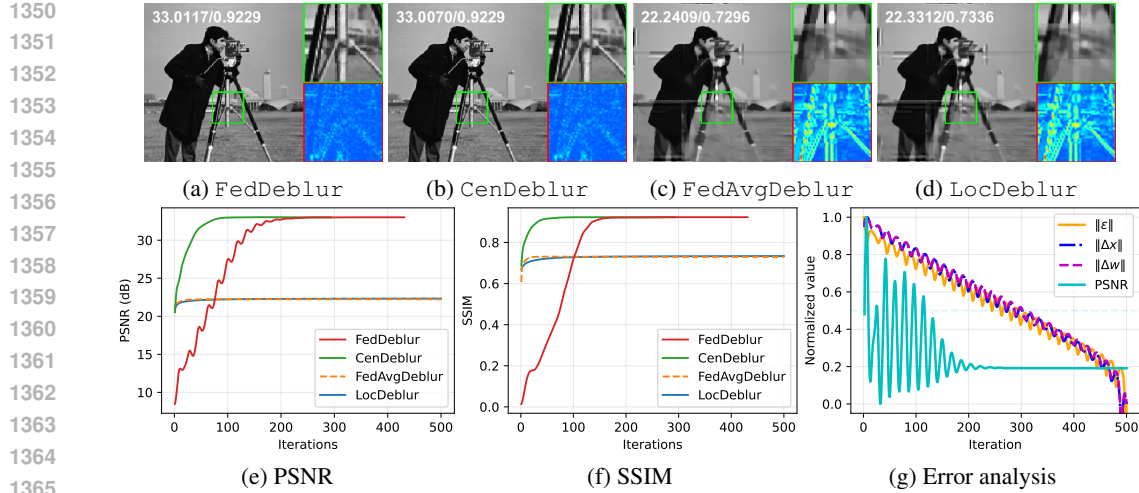 1350
1351
1352
1353
1354
1355
1356
1357
1358
1359
1360
1361
1362
1363
1364
1365
33.0117/0.9229
33.0070/0.9229
22.2409/0.7296
22.3312/0.7336
(a) FedDeblur
(b) CenDeblur
(c) FedAvgDeblur
(d) LocDeblur
PSNR (dB)
30
25
20
15
10
0
100
200
300
400
500
Iterations
FedDeblur
CenDeblur
FedAvgDeblur
LocDeblur
SSIM
0.8
0.6
0.4
0.2
0.0
0
100
200
300
400
500
Iterations
FedDeblur
CenDeblur
FedAvgDeblur
LocDeblur
Normalized value
1.0
0.8
0.6
0.4
0.2
0.0
0
100
200
300
400
500
Iteration
‖ε‖
‖Δx‖
‖Δw‖
PSNR
(e) PSNR
(f) SSIM
(g) Error analysis